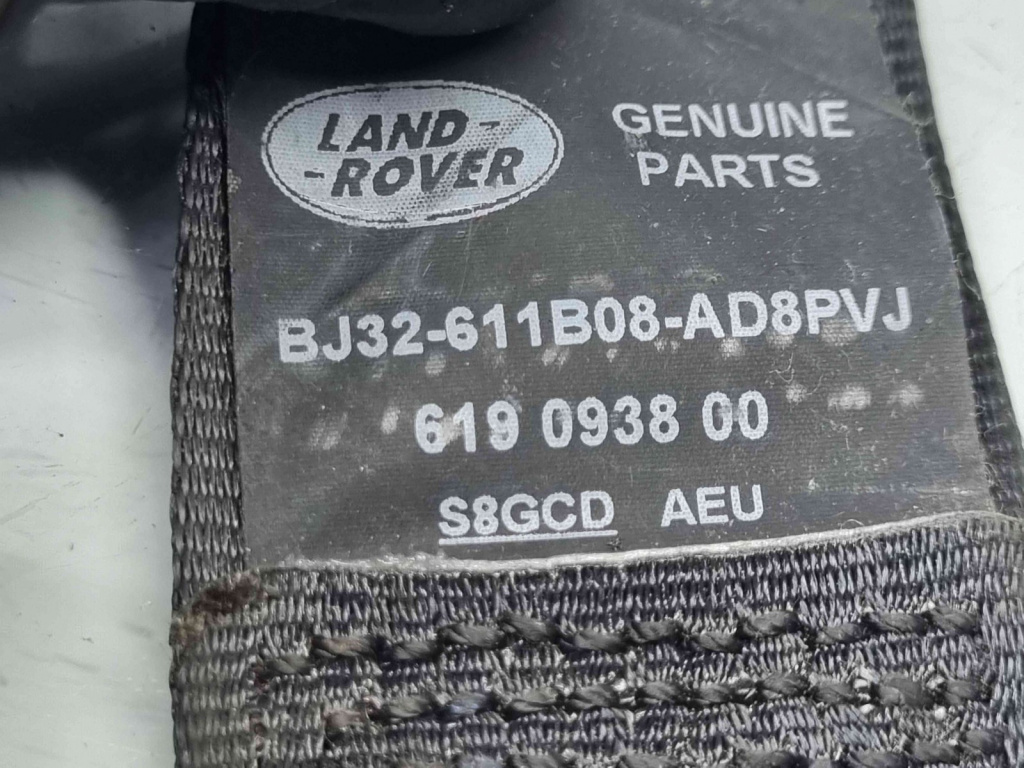 LAND-
-ROVER
GENUINE
PARTS
BJ32-611B08-AD8PVJ
619 0938 00
S8GCD AEU